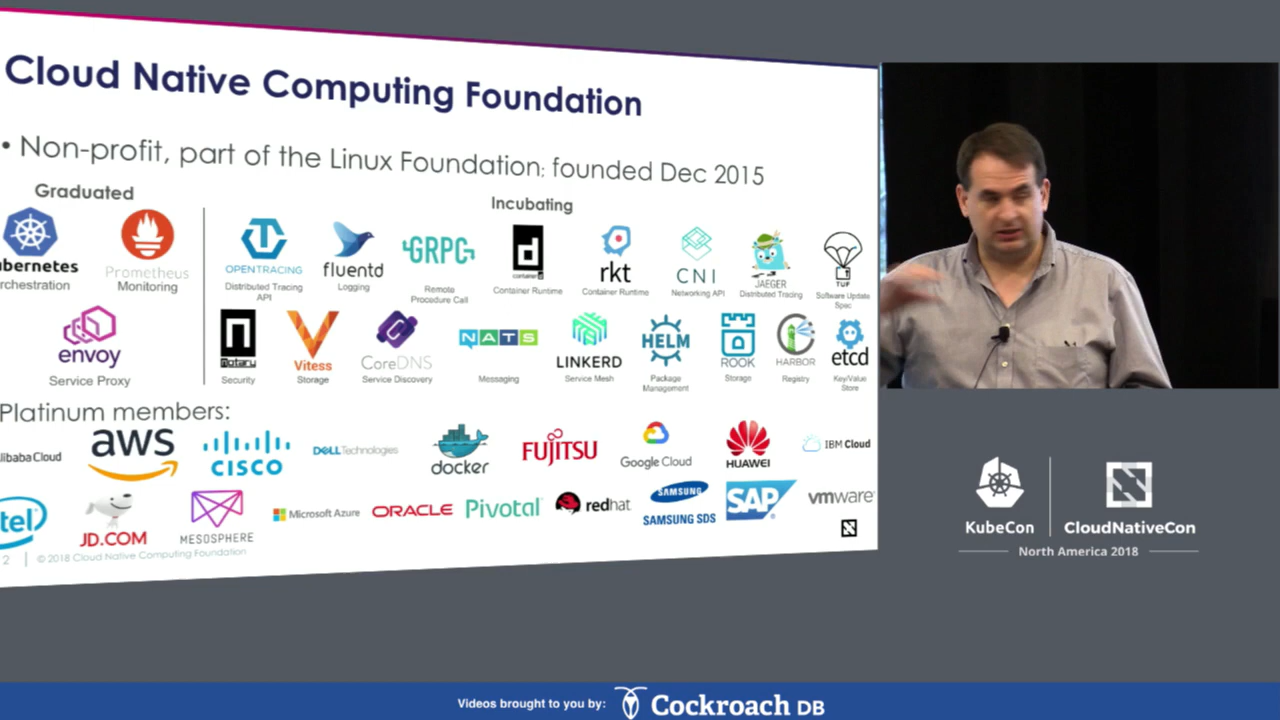 Cloud Native Computing Foundation
• Non-profit, part of the Linux Foundation; founded Dec 2015
Graduated
Incubating
ubernetes
rchestration
Prometheus
Monitoring
OPENTRACING
Distributed Tracing
API
fluentd
Logging
GRPC
Remote
Procedure Call
d
containerd
Container Runtime
rkt
Container Runtime
CNI
Networking API
JAEGER
Distributed Tracing
TUF
Software Update
Spec
envoy
Service Proxy
n
Notary
Security
Vitess
Storage
CoreDNS
Service Discovery
NATS
Messaging
LINKERD
Service Mesh
HELM
Package
Management
ROOK
Storage
HARBOR
Registry
etcd
Key/Value
Store
Platinum members:
libaba Cloud
aws
CISCO
DELL Technologies
docker
FUJITSU
Google Cloud
HUAWEI
IBM Cloud
tel
JD.COM
MESOSPHERE
Microsoft Azure
ORACLE
Pivotal
redhat
SAMSUNG
SAMSUNG SDS
SAP
vmware
2 | © 2018 Cloud Native Computing Foundation
KubeCon
CloudNativeCon
North America 2018
Videos brought to you by: Cockroach DB